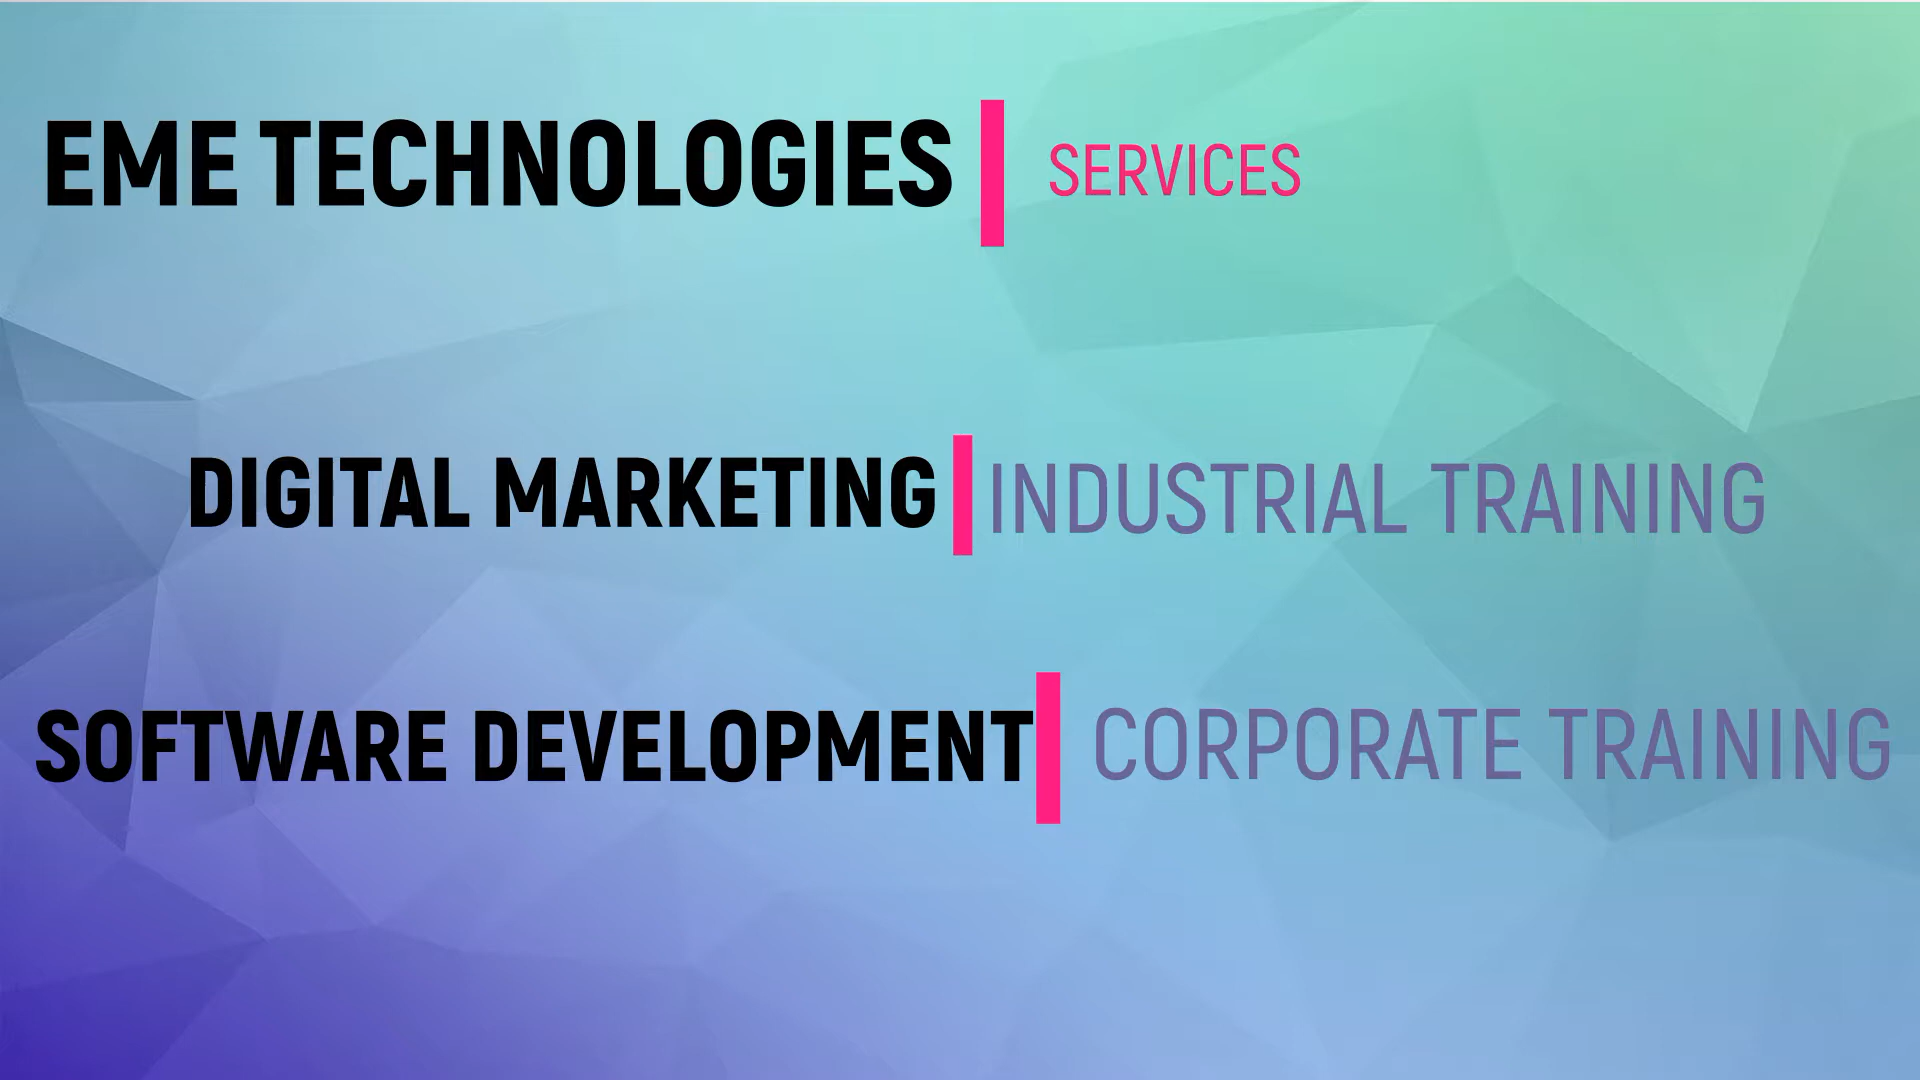 EME TECHNOLOGIES SERVICES
DIGITAL MARKETING INDUSTRIAL TRAINING
SOFTWARE DEVELOPMENT CORPORATE TRAINING